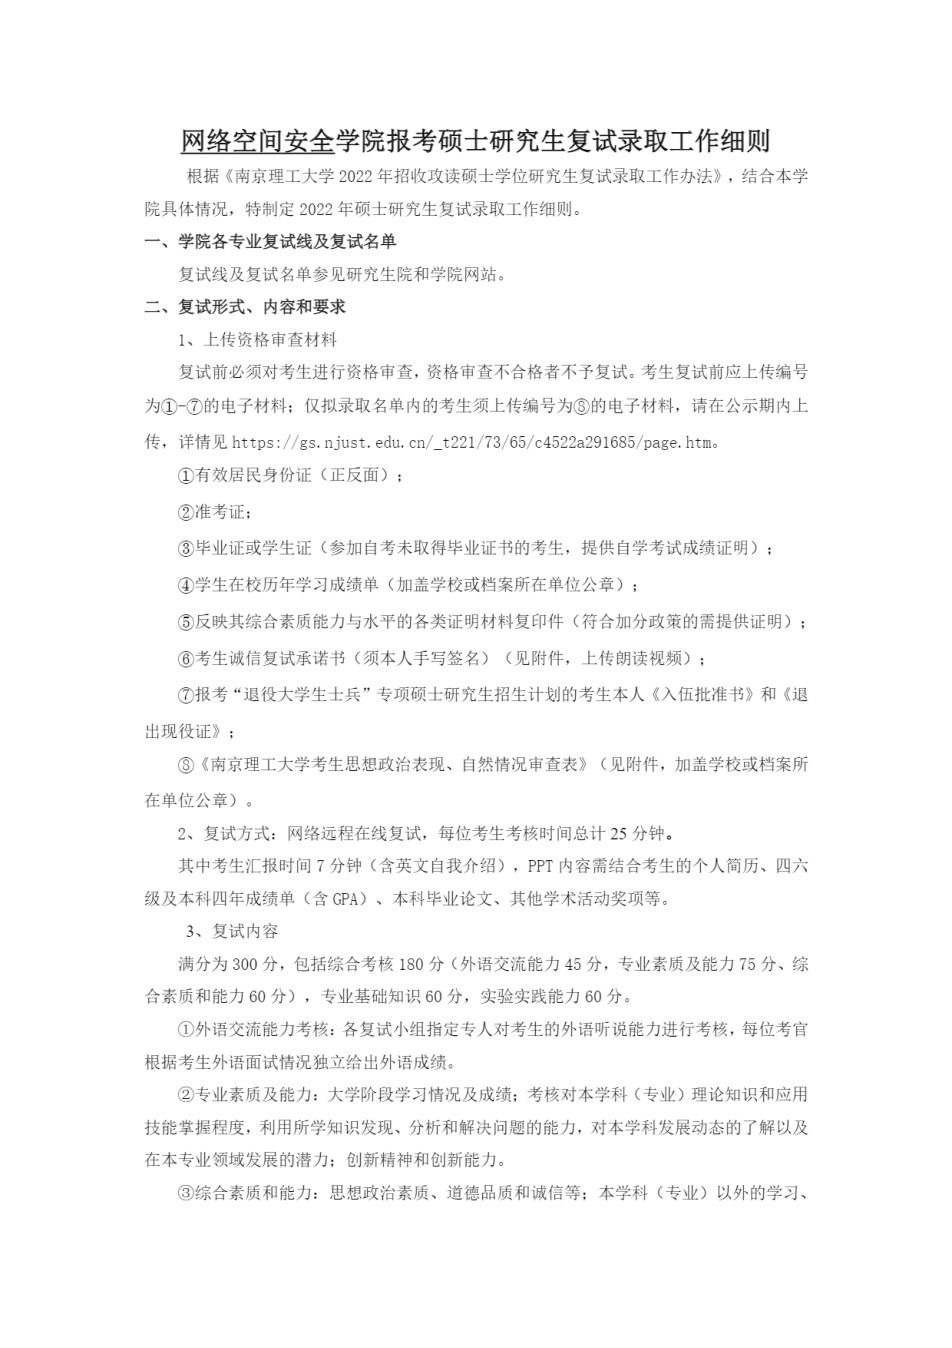 网络空间安全学院报考硕士研究生复试录取工作细则
根据《南京理工大学 2022 年招收攻读硕士学位研究生复试录取工作办法》，结合本学
院具体情况，特制定 2022 年硕士研究生复试录取工作细则。
一、学院各专业复试线及复试名单
复试线及复试名单参见研究生院和学院网站。
二、复试形式、内容和要求
1、上传资格审查材料
复试前必须对考生进行资格审查，资格审查不合格者不予复试。考生复试前应上传编号
为①-⑦的电子材料；仅拟录取名单内的考生须上传编号为⑧的电子材料，请在公示期内上
传，详情见 https://gs.njust.edu.cn/_t221/73/65/c4522a291685/page.htm。
①有效居民身份证（正反面）；
②准考证；
③毕业证或学生证（参加自考未取得毕业证书的考生，提供自学考试成绩证明）；
④学生在校历年学习成绩单（加盖学校或档案所在单位公章）；
⑤反映其综合素质能力与水平的各类证明材料复印件（符合加分政策的需提供证明）；
⑥考生诚信复试承诺书（须本人手写签名）（见附件，上传朗读视频）；
⑦报考“退役大学生士兵”专项硕士研究生招生计划的考生本人《入伍批准书》和《退
出现役证》；
⑧《南京理工大学考生思想政治表现、自然情况审查表》（见附件，加盖学校或档案所
在单位公章）。
2、复试方式：网络远程在线复试，每位考生考核时间总计 25 分钟。
其中考生汇报时间 7 分钟（含英文自我介绍），PPT 内容需结合考生的个人简历、四六
级及本科四年成绩单（含 GPA）、本科毕业论文、其他学术活动奖项等。
3、复试内容
满分为 300 分，包括综合考核 180 分（外语交流能力 45 分，专业素质及能力 75 分、综
合素质和能力 60 分），专业基础知识 60 分，实验实践能力 60 分。
①外语交流能力考核：各复试小组指定专人对考生的外语听说能力进行考核，每位考官
根据考生外语面试情况独立给出外语成绩。
②专业素质及能力：大学阶段学习情况及成绩；考核对本学科（专业）理论知识和应用
技能掌握程度，利用所学知识发现、分析和解决问题的能力，对本学科发展动态的了解以及
在本专业领域发展的潜力；创新精神和创新能力。
③综合素质和能力：思想政治素质、道德品质和诚信等；本学科（专业）以外的学习、